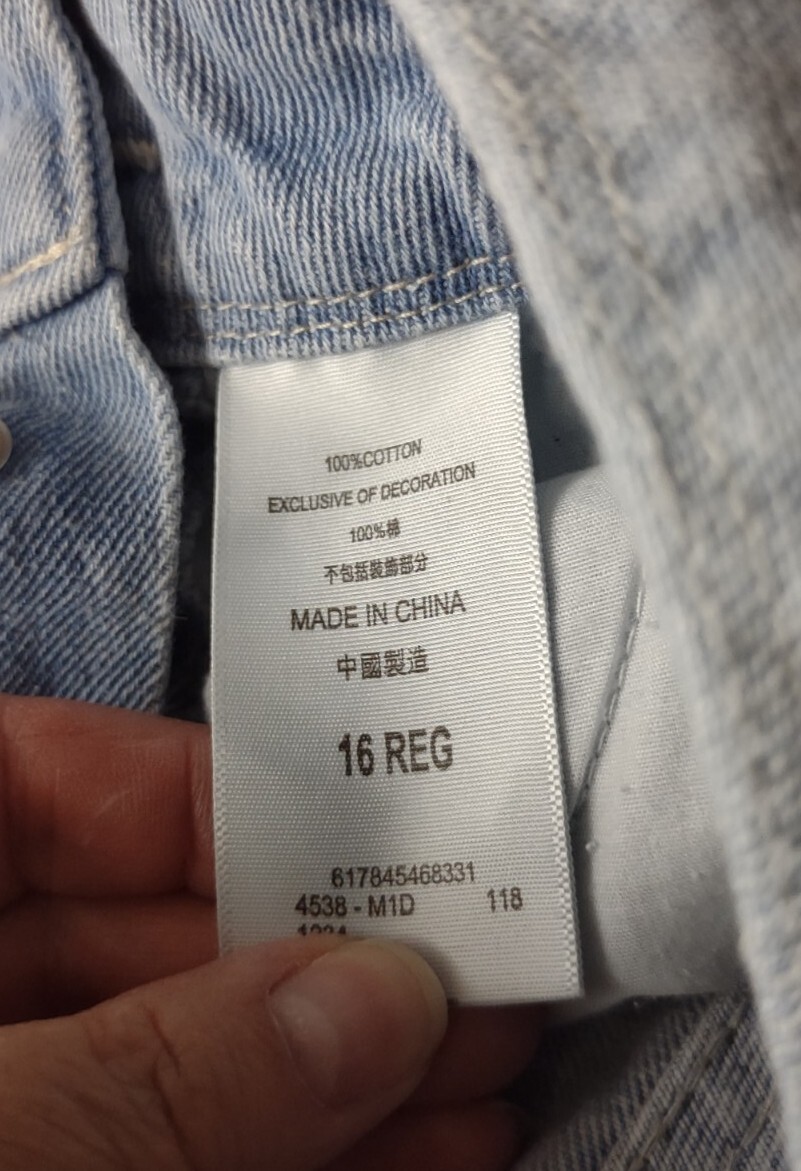 100%COTTON
EXCLUSIVE OF DECORATION
100%棉
不包括裝飾部分
MADE IN CHINA
中國製造
16 REG
617845468331
4538 - M1D 118